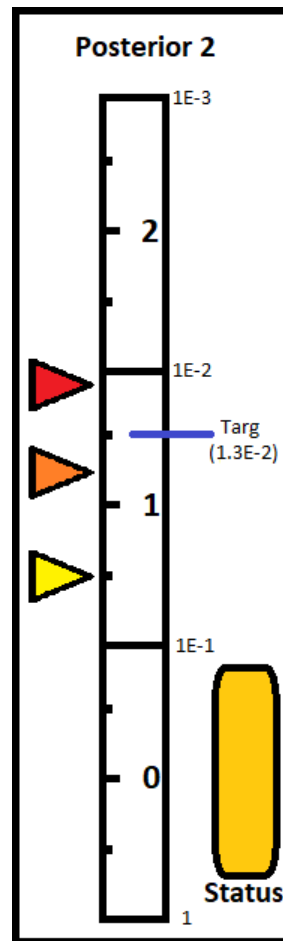 Posterior 2
1E-3
2
1E-2
Targ
(1.3E-2)
1
1E-1
0
Status
1